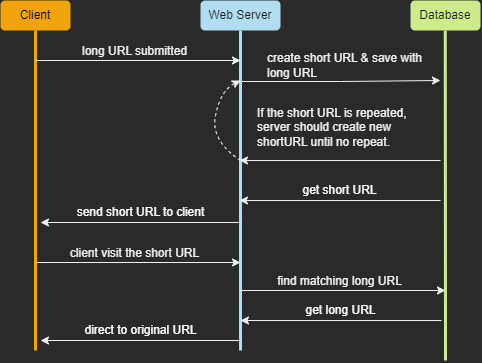 Client
Web Server
Database
long URL submitted
create short URL & save with
long URL
If the short URL is repeated,
server should create new
shortURL until no repeat.
get short URL
send short URL to client
client visit the short URL
find matching long URL
get long URL
direct to original URL